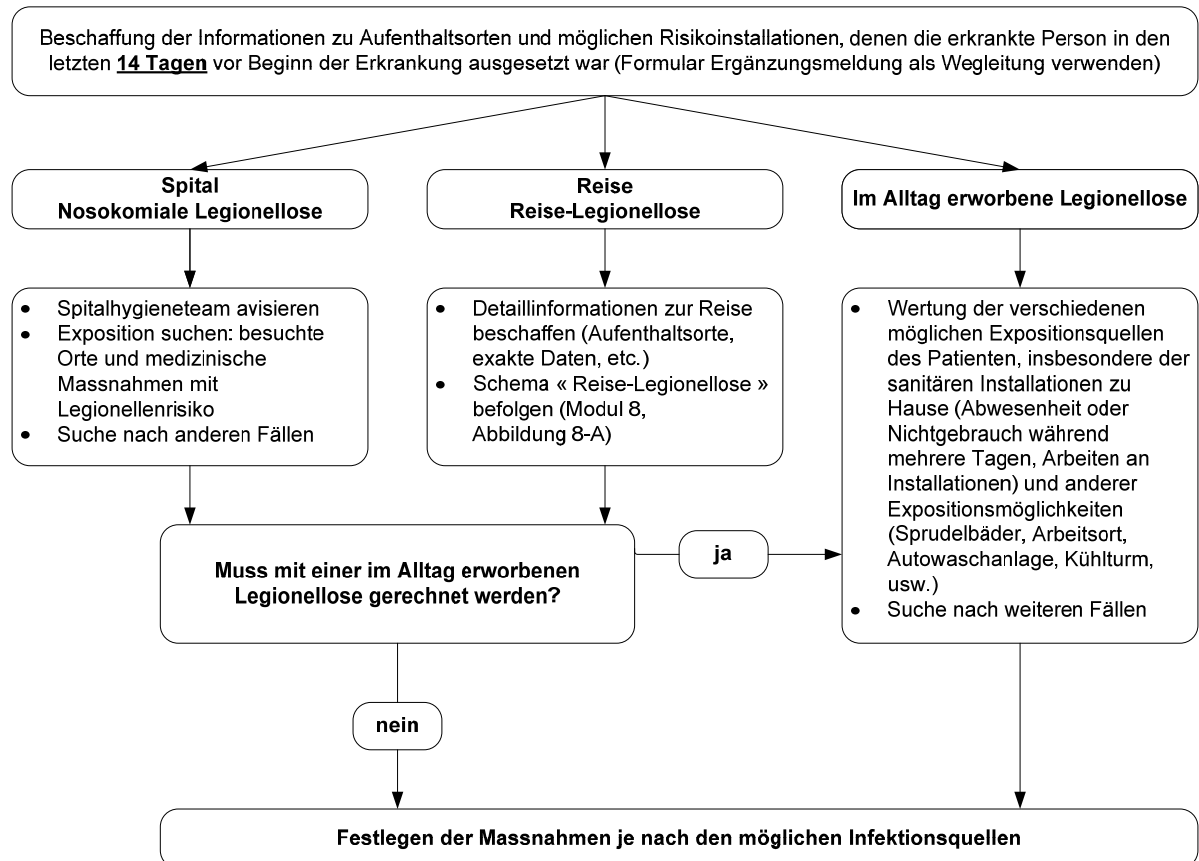 Beschaffung der Informationen zu Aufenthaltsorten und möglichen Risikoinstallationen, denen die erkrankte Person in den
letzten 14 Tagen vor Beginn der Erkrankung ausgesetzt war (Formular Ergänzungsmeldung als Wegleitung verwenden)
Spital
Nosokomiale Legionellose
Reise
Reise-Legionellose
Im Alltag erworbene Legionellose
• Spitalhygieneteam avisieren
• Exposition suchen: besuchte
Orte und medizinische
Massnahmen mit
Legionellenrisiko
• Suche nach anderen Fällen
• Detaillinformationen zur Reise
beschaffen (Aufenthaltsorte,
exakte Daten, etc.)
• Schema « Reise-Legionellose »
befolgen (Modul 8,
Abbildung 8-A)
• Wertung der verschiedenen
möglichen Expositionsquellen
des Patienten, insbesondere der
sanitären Installationen zu
Hause (Abwesenheit oder
Nichtgebrauch während
mehrere Tagen, Arbeiten an
Installationen) und anderer
Expositionsmöglichkeiten
(Sprudelbäder, Arbeitsort,
Autowaschanlage, Kühlturm,
usw.)
• Suche nach weiteren Fällen
Muss mit einer im Alltag erworbenen
Legionellose gerechnet werden?
ja
nein
Festlegen der Massnahmen je nach den möglichen Infektionsquellen